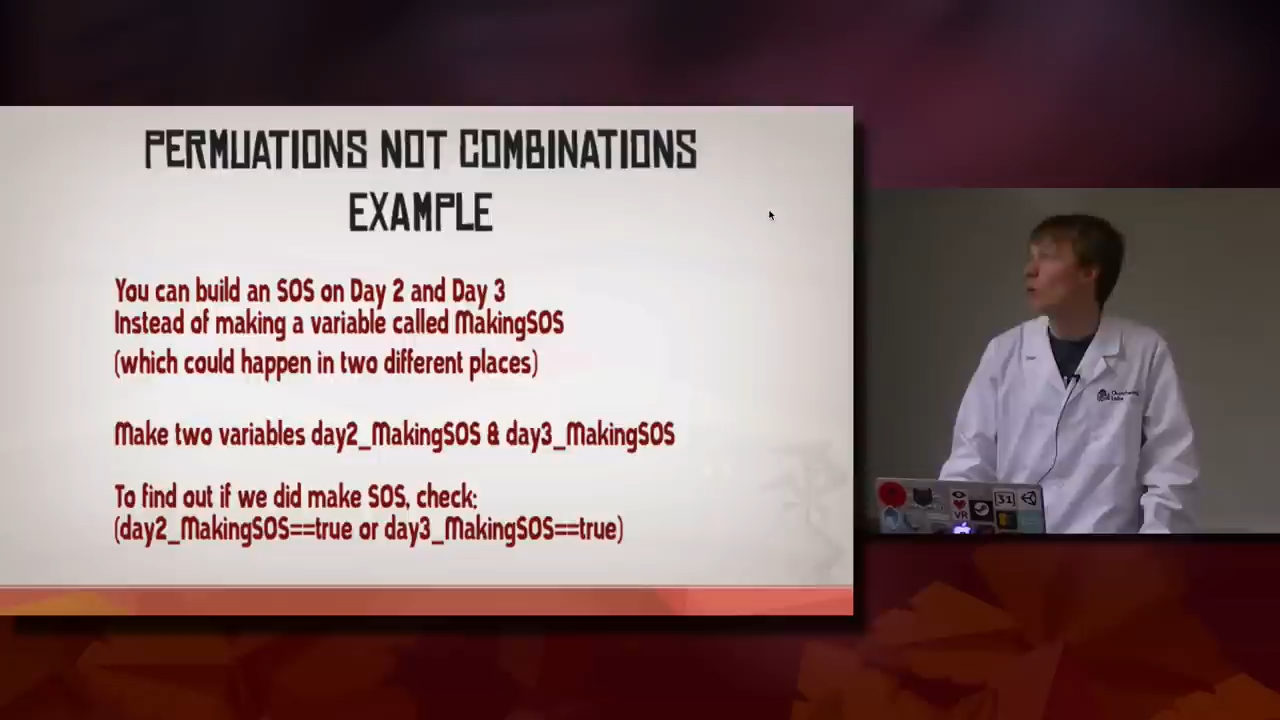 PERMUATIONS NOT COMBINATIONS
EXAMPLE
You can build an SOS on Day 2 and Day 3
Instead of making a variable called MakingSOS
(which could happen in two different places)
Make two variables day2_MakingSOS & day3_MakingSOS
To find out if we did make SOS, check:
(day2_MakingSOS==true or day3_MakingSOS==true)
VR
31